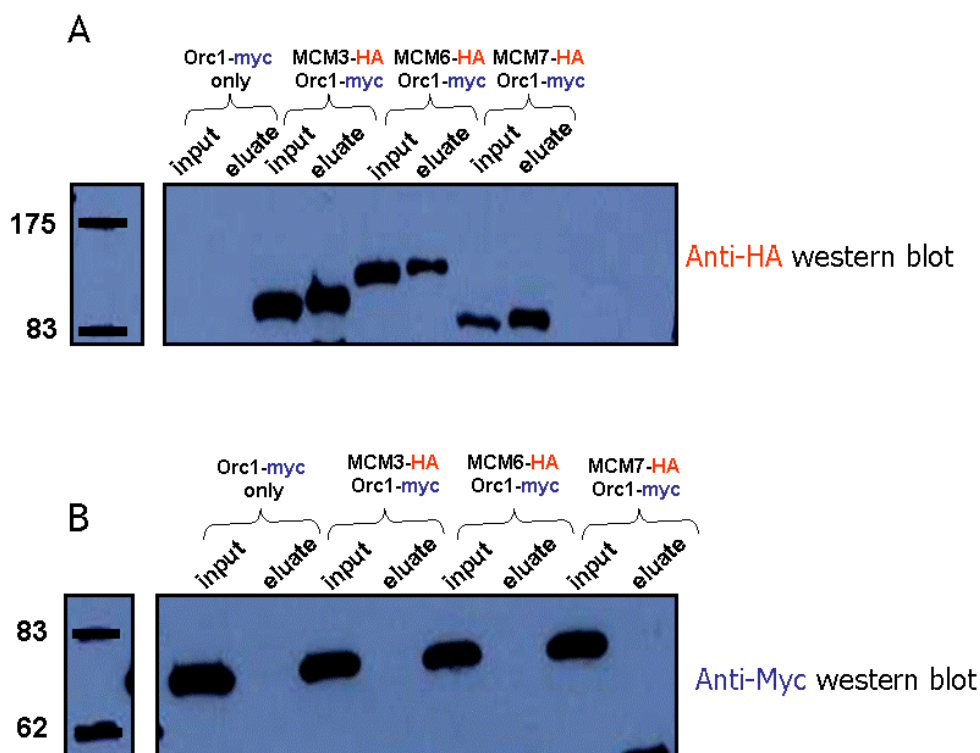 A
Orc1-myc MCM3-HA MCM6-HA MCM7-HA
only Orc1-myc Orc1-myc Orc1-myc
input eluate input eluate input eluate input eluate
175
83
Anti-HA western blot
B
Orc1-myc MCM3-HA MCM6-HA MCM7-HA
only Orc1-myc Orc1-myc Orc1-myc
input eluate input eluate input eluate input eluate
83
62
Anti-Myc western blot